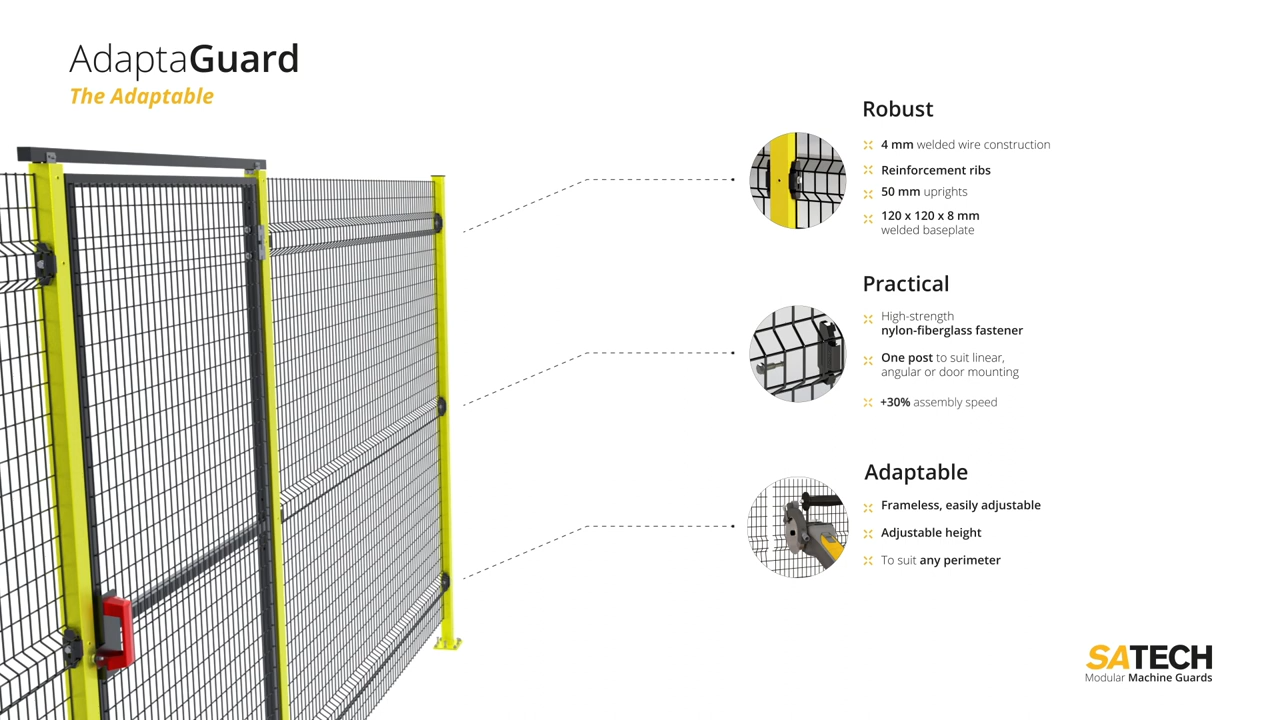 AdaptaGuard
The Adaptable
Robust
4 mm welded wire construction
Reinforcement ribs
50 mm uprights
120 x 120 x 8 mm
welded baseplate
Practical
High-strength
nylon-fiberglass fastener
One post to suit linear,
angular or door mounting
+30% assembly speed
Adaptable
Frameless, easily adjustable
Adjustable height
To suit any perimeter
SATECH
Modular Machine Guards